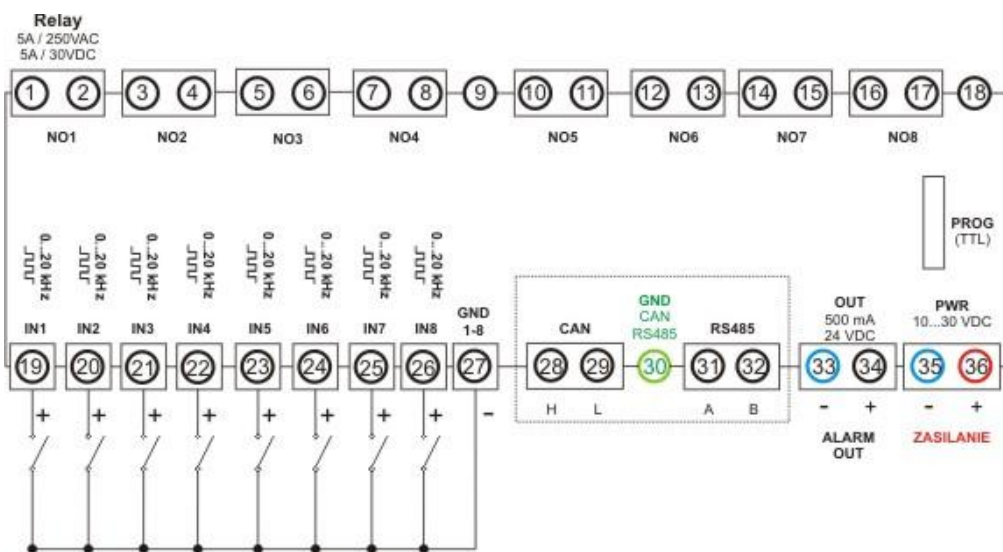 Relay
5A / 250VAC
5A / 30VDC
1 2 3 4 5 6 7 8 9 10 11 12 13 14 15 16 17 18
NO1 NO2 NO3 NO4 NO5 NO6 NO7 NO8
PROG
(TTL)
0...20 kHz 0...20 kHz 0...20 kHz 0...20 kHz 0...20 kHz 0...20 kHz 0...20 kHz 0...20 kHz
IN1 IN2 IN3 IN4 IN5 IN6 IN7 IN8
GND
1-8
CAN
GND
CAN
RS485
RS485
OUT
500 mA
24 VDC
PWR
10...30 VDC
19 20 21 22 23 24 25 26 27 28 29 30 31 32 33 34 35 36
+ + + + + + + + -
H L A B
- + - +
ALARM
OUT
ZASILANIE